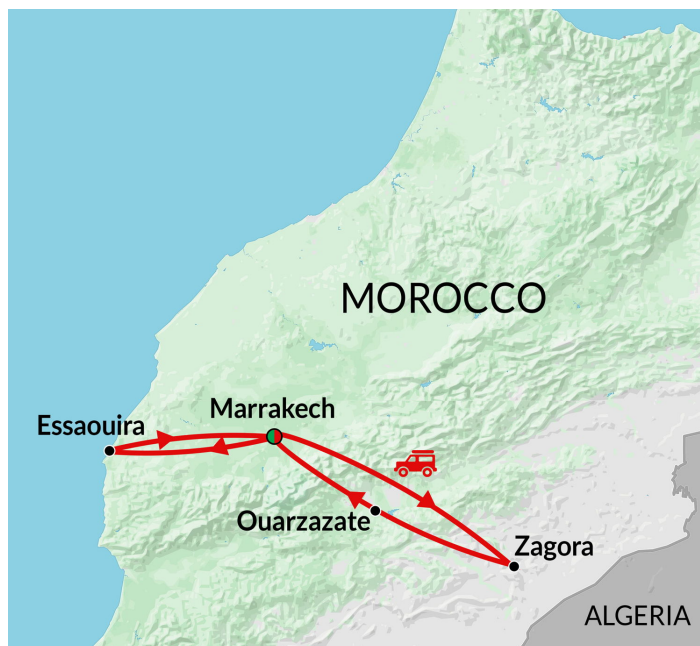 MOROCCO
Marrakech
Essaouira
Ouarzazate
Zagora
ALGERIA